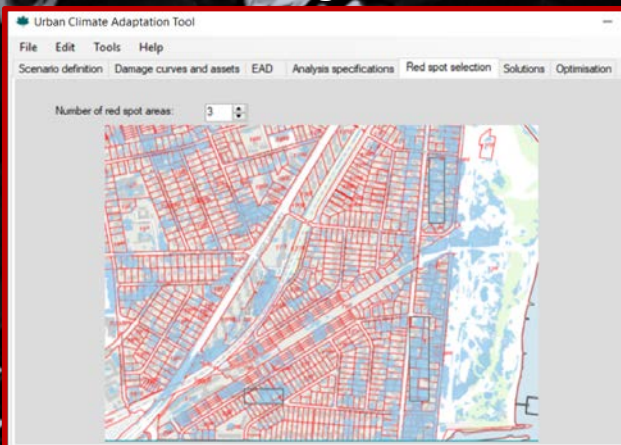 Urban Climate Adaptation Tool
File Edit Tools Help
Scenario definition Damage curves and assets EAD Analysis specifications Red spot selection Solutions Optimisation
Number of red spot areas: 3